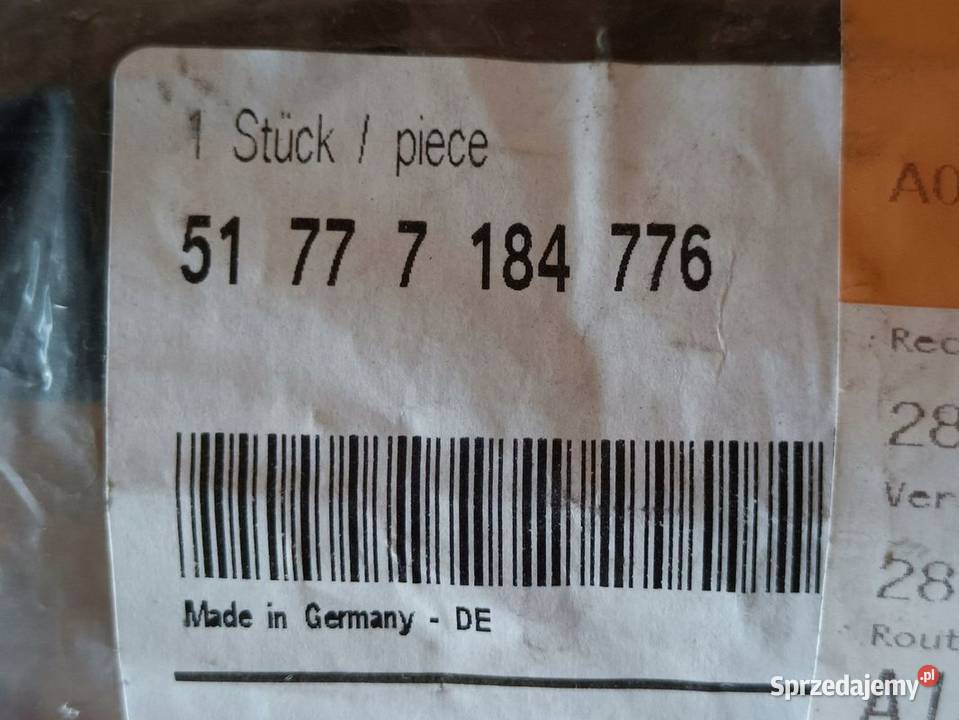 1 Stück / piece
51 77 7 184 776
Made in Germany - DE
A0
Rec
28
Ver
28
Rout
A1
Sprzedajemy.pl